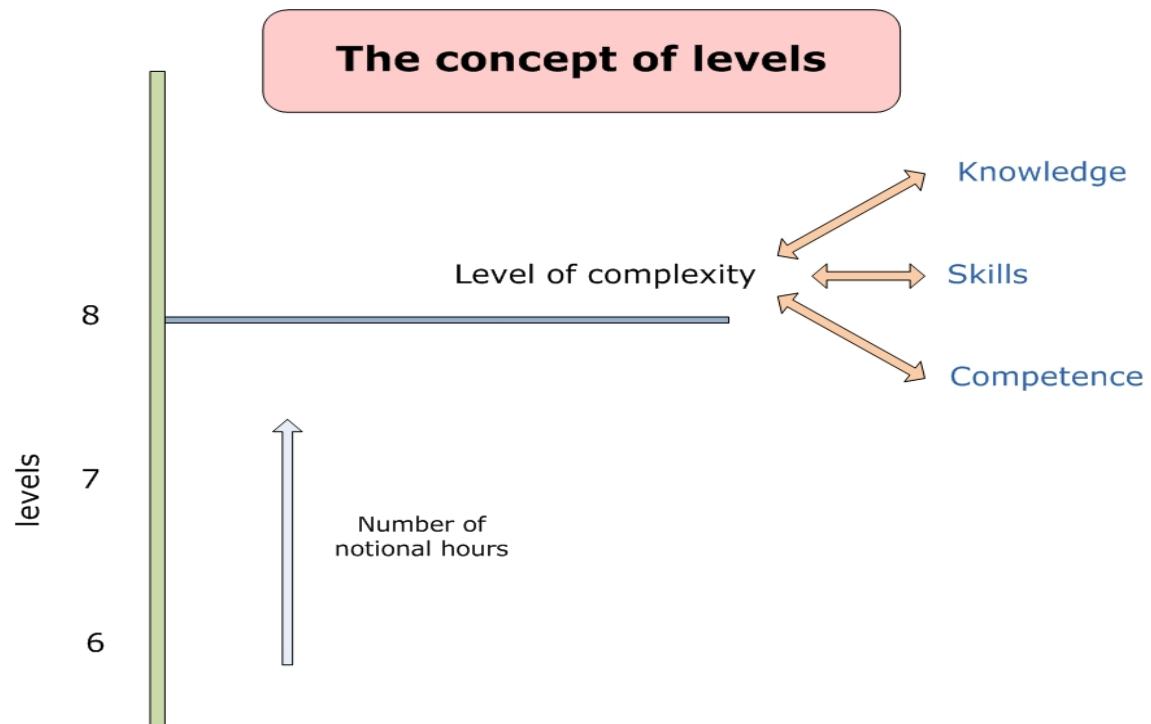 The concept of levels
Knowledge
Level of complexity
Skills
8
Competence
levels
7
Number of
notional hours
6